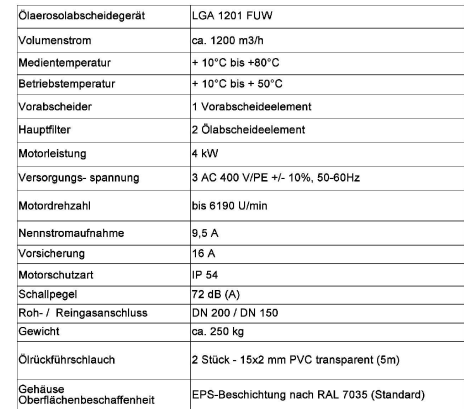 Ölaerosolabscheidegerät LGA 1201 FUW
Volumenstrom ca. 1200 m3/h
Medientemperatur + 10°C bis +80°C
Betriebstemperatur + 10°C bis + 50°C
Vorabscheider 1 Vorabscheideelement
Hauptfilter 2 Ölabscheideelement
Motorleistung 4 kW
Versorgungs- spannung 3 AC 400 V/PE +/- 10%, 50-60Hz
Motordrehzahl bis 6190 U/min
Nennstromaufnahme 9,5 A
Vorsicherung 16 A
Motorschutzart IP 54
Schallpegel 72 dB (A)
Roh- / Reingasanschluss DN 200 / DN 150
Gewicht ca. 250 kg
Ölrückführschlauch 2 Stück - 15x2 mm PVC transparent (5m)
Gehäuse
Oberflächenbeschaffenheit EPS-Beschichtung nach RAL 7035 (Standard)